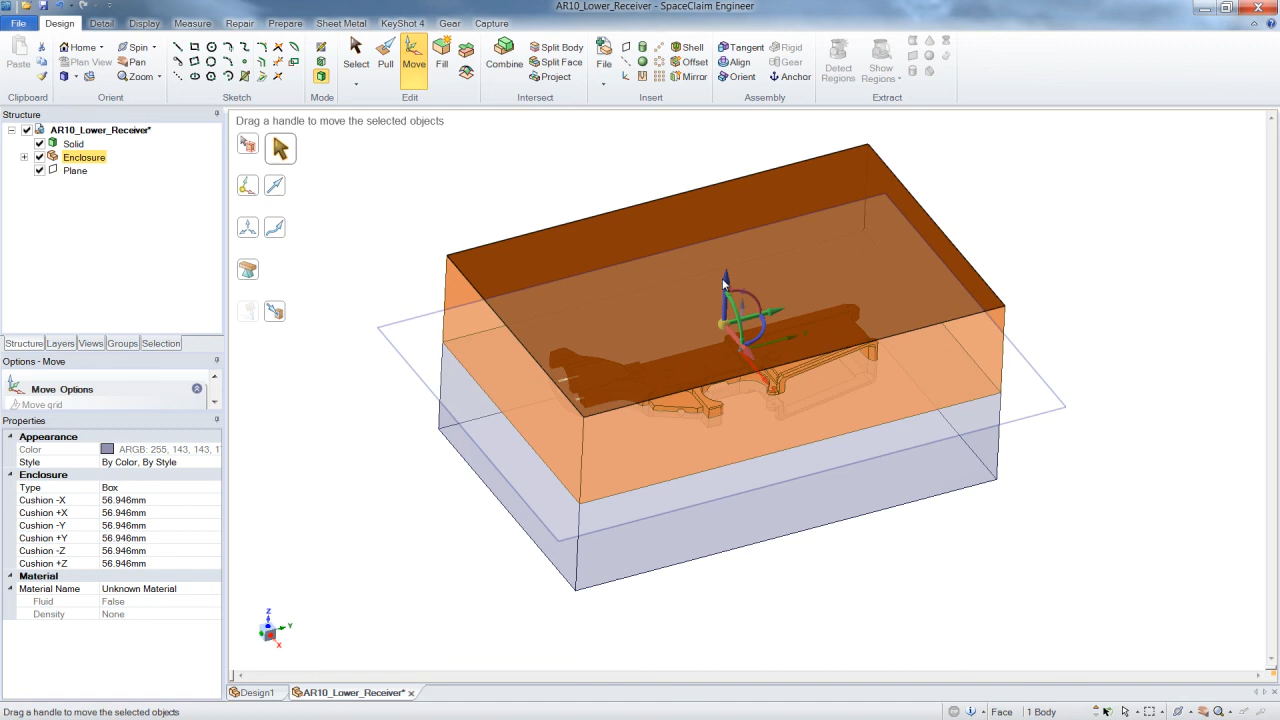 AR10_Lower_Receiver - SpaceClaim Engineer
File Design Detail Display Measure Repair Prepare Sheet Metal KeyShot 4 Gear Capture
Paste
Home Spin
Plan View Pan
Zoom
Select Pull Move Fill
Combine
Split Body
Split Face
Project
File
Shell
Offset
Mirror
Tangent Rigid
Align Gear
Orient Anchor
Detect Regions
Show Regions
Clipboard Orient Sketch Mode Edit Intersect Insert Assembly Extract
Structure
AR10_Lower_Receiver*
Solid
Enclosure
Plane
Structure Layers Views Groups Selection
Options - Move
Move Options
Move grid
Properties
Appearance
Color ARGB: 255, 143, 143, 1
Style By Color, By Style
Enclosure
Type Box
Cushion -X 56.946mm
Cushion +X 56.946mm
Cushion -Y 56.946mm
Cushion +Y 56.946mm
Cushion -Z 56.946mm
Cushion +Z 56.946mm
Material
Material Name Unknown Material
Fluid False
Density None
Drag a handle to move the selected objects
Z
Y
X
Design1 AR10_Lower_Receiver*
Drag a handle to move the selected objects
Face 1 Body